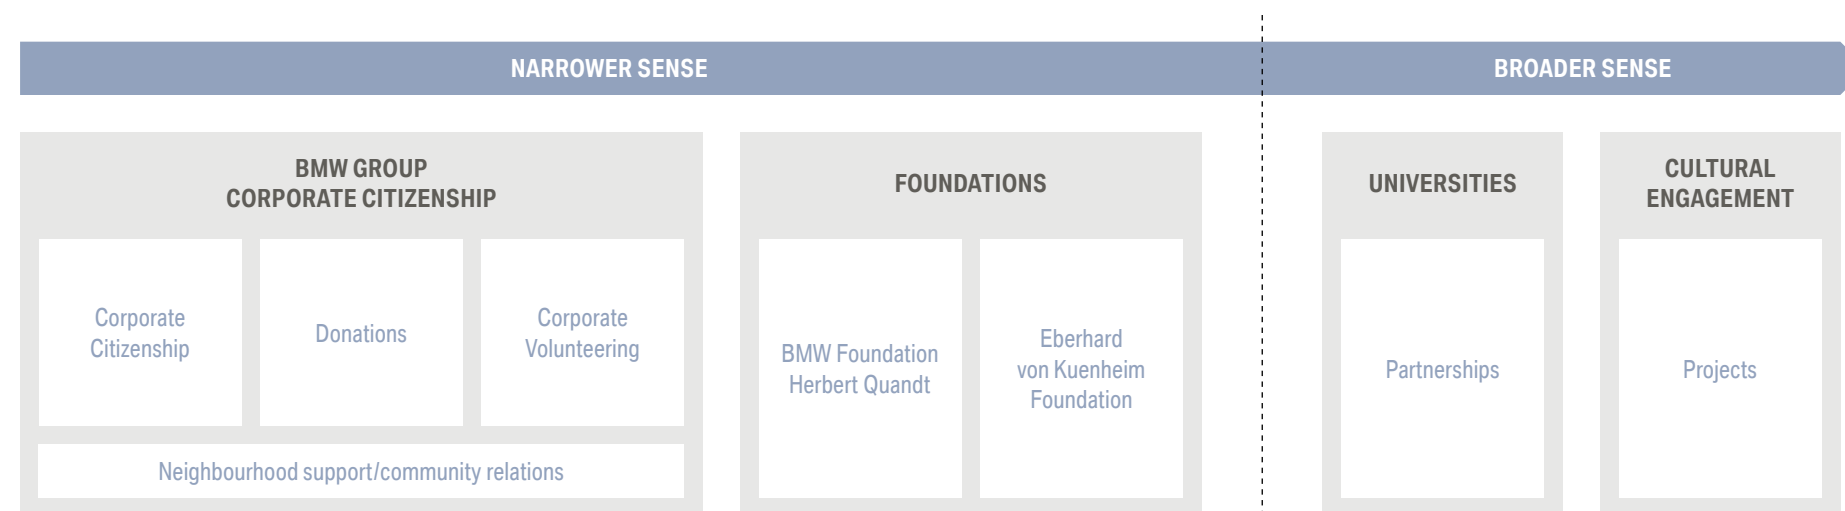 NARROWER SENSE
BROADER SENSE
BMW GROUP
CORPORATE CITIZENSHIP
Corporate
Citizenship
Donations
Corporate
Volunteering
Neighbourhood support/community relations
FOUNDATIONS
BMW Foundation
Herbert Quandt
Eberhard
von Kuenheim
Foundation
UNIVERSITIES
Partnerships
CULTURAL
ENGAGEMENT
Projects